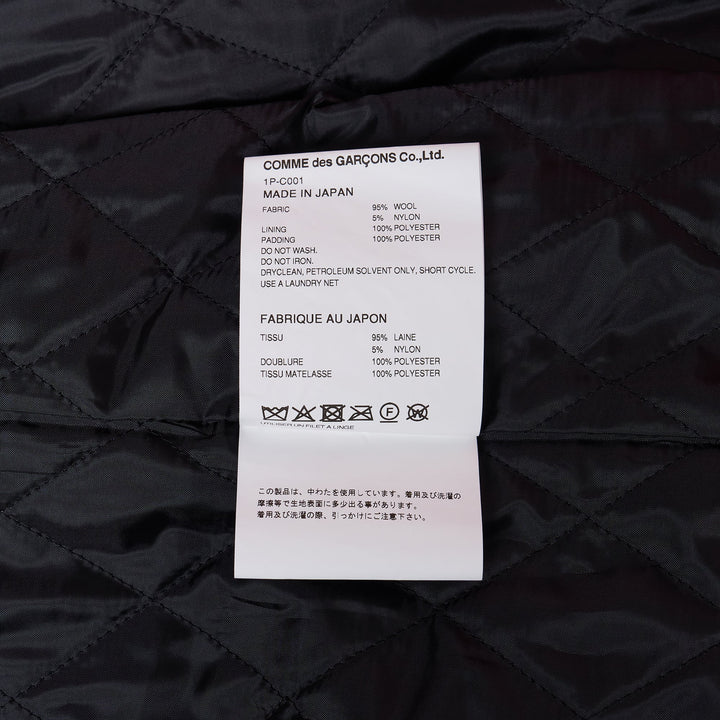 COMME des GARÇONS Co.,Ltd.
1P-C001
MADE IN JAPAN
FABRIC 95% WOOL
5% NYLON
LINING 100% POLYESTER
PADDING 100% POLYESTER
DO NOT WASH.
DO NOT IRON.
DRYCLEAN, PETROLEUM SOLVENT ONLY, SHORT CYCLE.
USE A LAUNDRY NET
FABRIQUE AU JAPON
TISSU 95% LAINE
5% NYLON
DOUBLURE 100% POLYESTER
TISSU MATELASSE 100% POLYESTER
F W
UTILISER UN FILET A LINGE
この製品は、中わたを使用しています。着用及び洗濯の
摩擦等で生地表面に多少出る事があります。
着用及び洗濯の際、引っかけにご注意下さい。